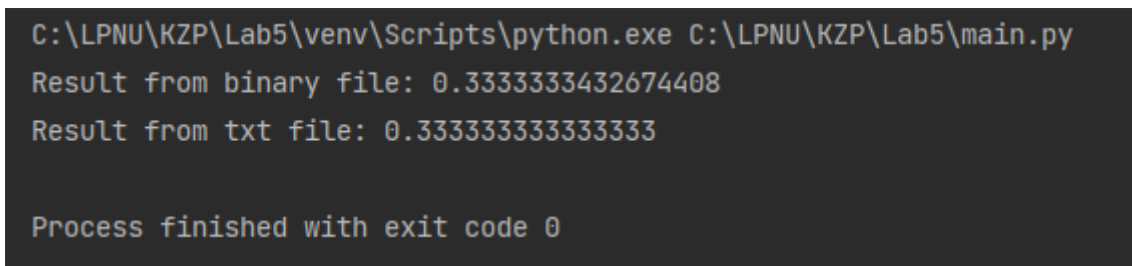 C:\LPNU\KZP\Lab5\venv\Scripts\python.exe C:\LPNU\KZP\Lab5\main.py
Result from binary file: 0.3333333432674408
Result from txt file: 0.333333333333333
Process finished with exit code 0